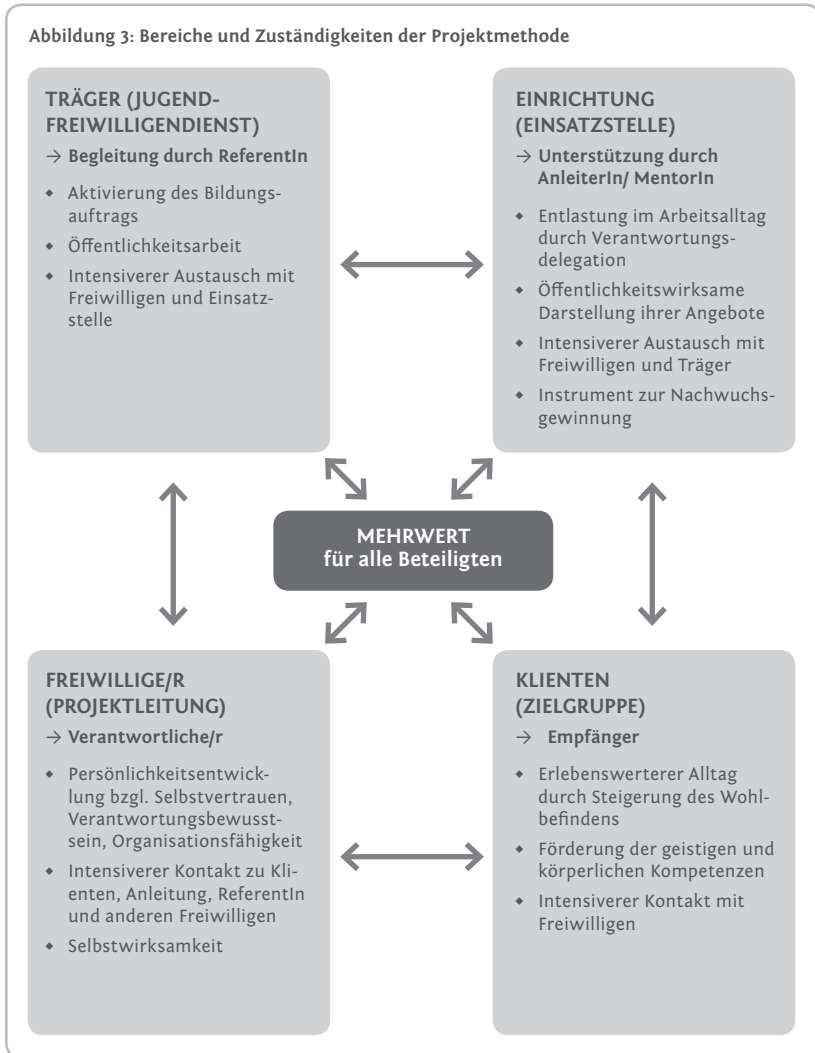 Abbildung 3: Bereiche und Zuständigkeiten der Projektmethode
TRÄGER (JUGEND-
FREIWILLIGENDIENST)
→ Begleitung durch ReferentIn
◆ Aktivierung des Bildungs-
auftrags
◆ Öffentlichkeitsarbeit
◆ Intensiverer Austausch mit
Freiwilligen und Einsatz-
stelle
EINRICHTUNG
(EINSATZSTELLE)
→ Unterstützung durch
AnleiterIn/ MentorIn
◆ Entlastung im Arbeitsalltag
durch Verantwortungs-
delegation
◆ Öffentlichkeitswirksame
Darstellung ihrer Angebote
◆ Intensiverer Austausch mit
Freiwilligen und Träger
◆ Instrument zur Nachwuchs-
gewinnung
MEHRWERT
für alle Beteiligten
FREIWILLIGE/R
(PROJEKTLEITUNG)
→ Verantwortliche/r
◆ Persönlichkeitsentwick-
lung bzgl. Selbstvertrauen,
Verantwortungsbewusst-
sein, Organisationsfähigkeit
◆ Intensiverer Kontakt zu Kli-
enten, Anleitung, ReferentIn
und anderen Freiwilligen
◆ Selbstwirksamkeit
KLIENTEN
(ZIELGRUPPE)
→ Empfänger
◆ Erlebenswerterer Alltag
durch Steigerung des Wohl-
befindens
◆ Förderung der geistigen und
körperlichen Kompetenzen
◆ Intensiverer Kontakt mit
Freiwilligen